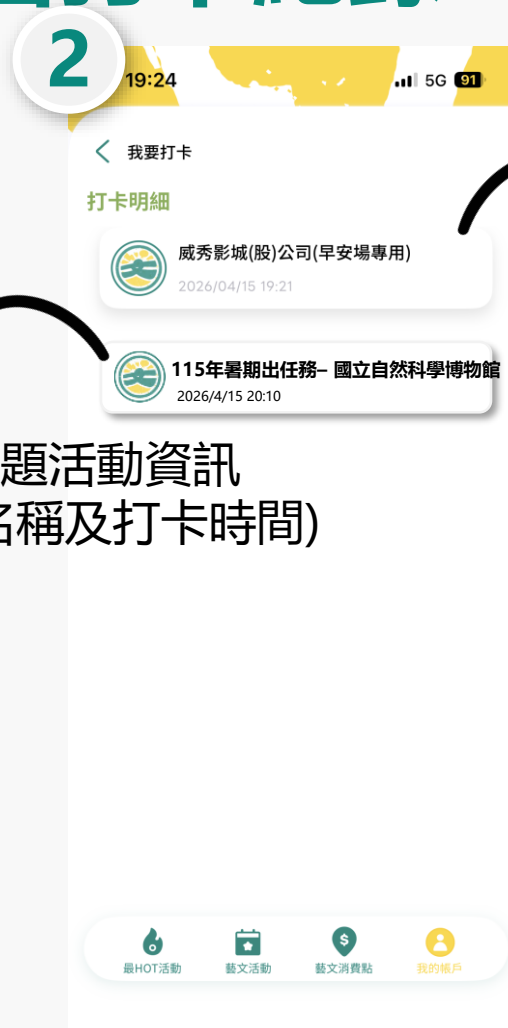 2
19:24
5G 91
我要打卡
打卡明細
威秀影城(股)公司(早安場專用)
2026/04/15 19:21
115年暑期出任務– 國立自然科學博物館
2026/4/15 20:10
題活動資訊
名稱及打卡時間)
最HOT活動
藝文活動
藝文消費點
我的帳戶